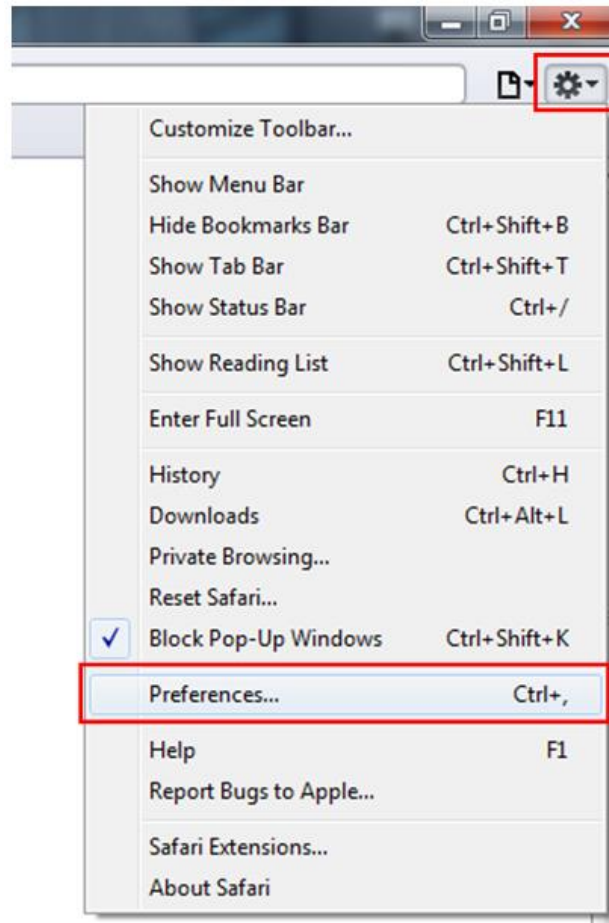 Customize Toolbar...
Show Menu Bar
Hide Bookmarks Bar Ctrl+Shift+B
Show Tab Bar Ctrl+Shift+T
Show Status Bar Ctrl+/
Show Reading List Ctrl+Shift+L
Enter Full Screen F11
History Ctrl+H
Downloads Ctrl+Alt+L
Private Browsing...
Reset Safari...
Block Pop-Up Windows Ctrl+Shift+K
Preferences... Ctrl+,
Help F1
Report Bugs to Apple...
Safari Extensions...
About Safari